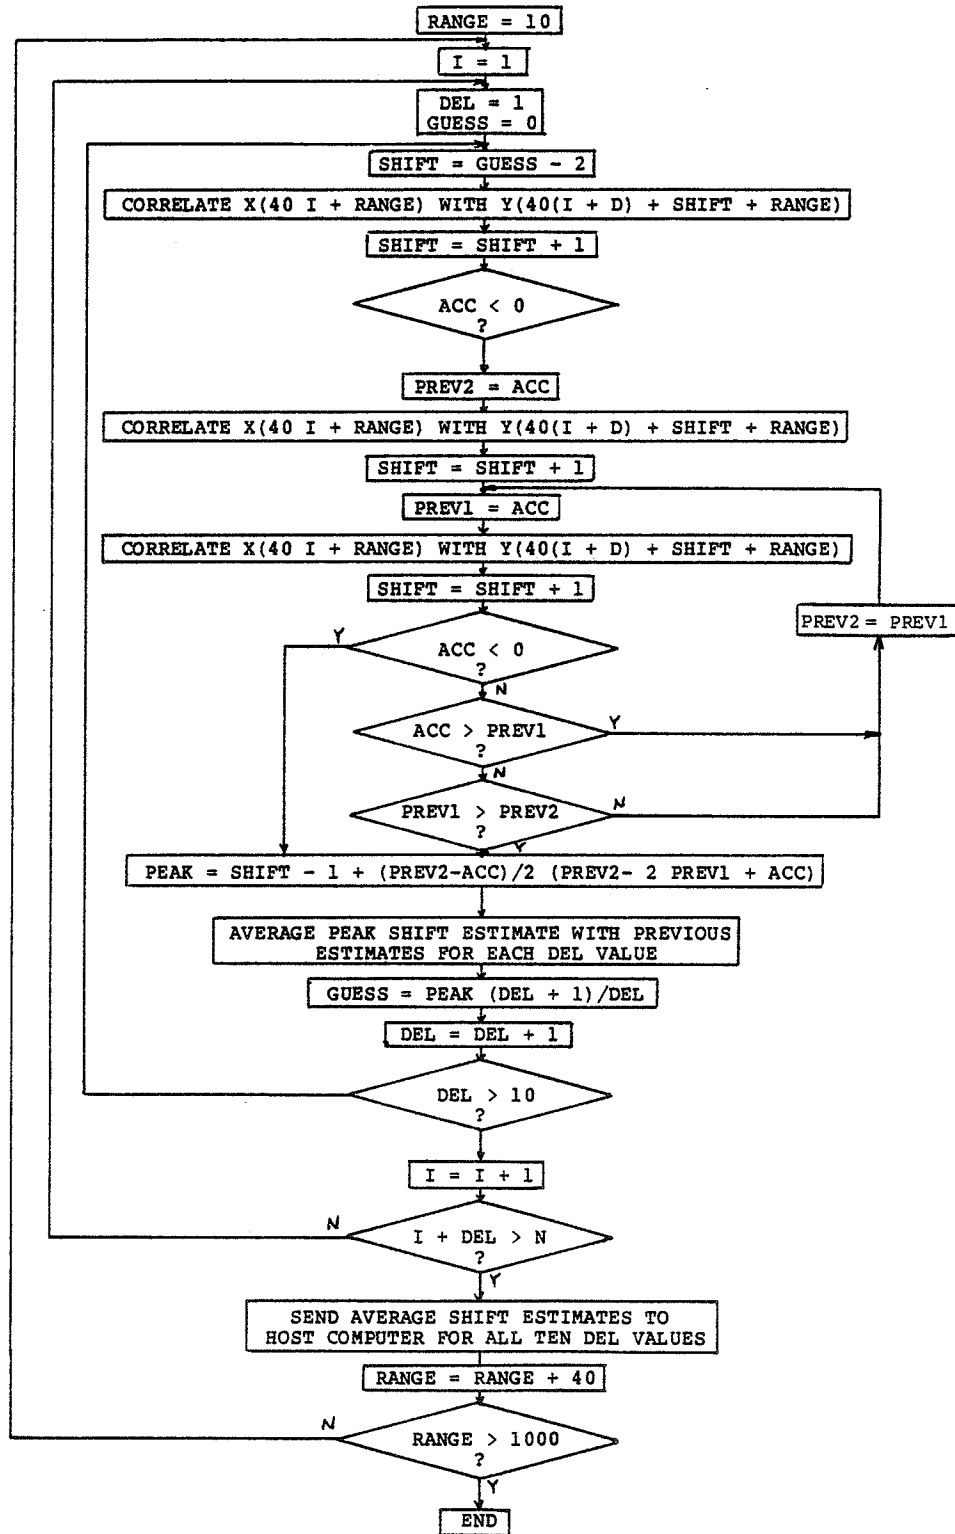 RANGE = 10
I = 1
DEL = 1
GUESS = 0
SHIFT = GUESS - 2
CORRELATE X(40 I + RANGE) WITH Y(40(I + D) + SHIFT + RANGE)
SHIFT = SHIFT + 1
ACC < 0
?
PREV2 = ACC
CORRELATE X(40 I + RANGE) WITH Y(40(I + D) + SHIFT + RANGE)
SHIFT = SHIFT + 1
PREV1 = ACC
CORRELATE X(40 I + RANGE) WITH Y(40(I + D) + SHIFT + RANGE)
SHIFT = SHIFT + 1
PREV2 = PREV1
Y
ACC < 0
?
N
ACC > PREV1
?
Y
N
PREV1 > PREV2
?
N
Y
PEAK = SHIFT - 1 + (PREV2-ACC)/2 (PREV2- 2 PREV1 + ACC)
AVERAGE PEAK SHIFT ESTIMATE WITH PREVIOUS
ESTIMATES FOR EACH DEL VALUE
GUESS = PEAK (DEL + 1)/DEL
DEL = DEL + 1
DEL > 10
?
I = I + 1
N
I + DEL > N
?
Y
SEND AVERAGE SHIFT ESTIMATES TO
HOST COMPUTER FOR ALL TEN DEL VALUES
RANGE = RANGE + 40
N
RANGE > 1000
?
Y
END